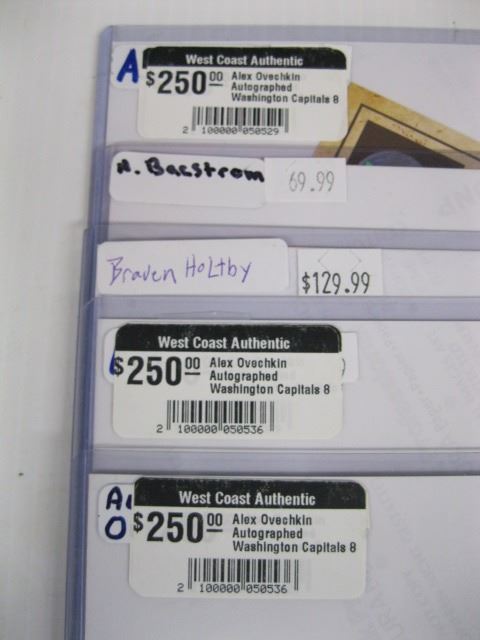 A
West Coast Authentic
$250.00 Alex Ovechkin
Autographed
Washington Capitals 8
2 100000 050529
N. Bacstrom
69.99
Braden Holtby
$129.99
West Coast Authentic
$250.00 Alex Ovechkin
Autographed
Washington Capitals 8
2 100000 050536
Al
O
West Coast Authentic
$250.00 Alex Ovechkin
Autographed
Washington Capitals 8
2 100000 050536